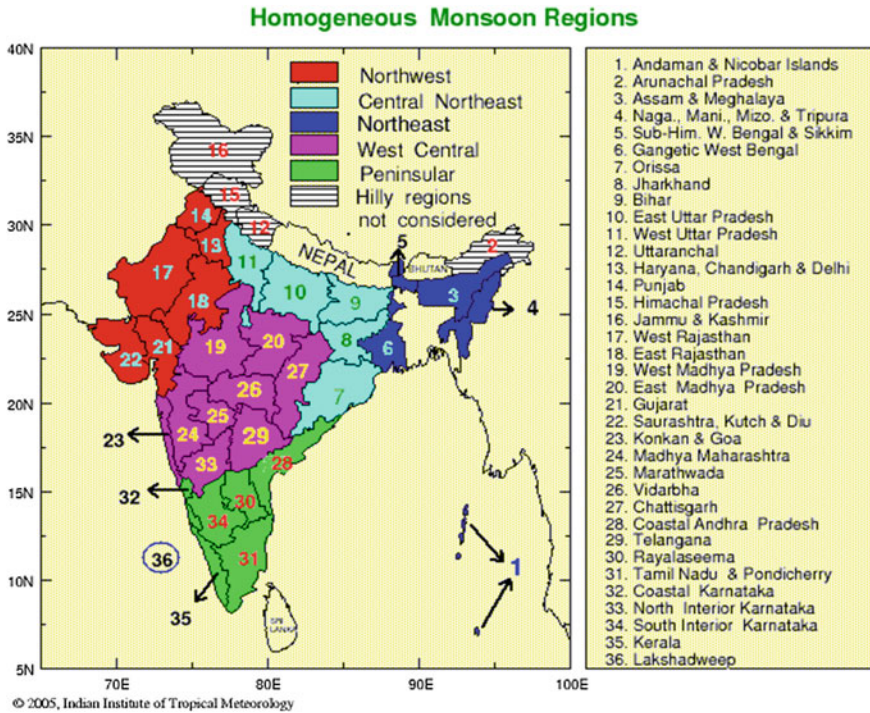 Homogeneous Monsoon Regions
40N
35N
30N
25N
20N
15N
10N
5N
70E
80E
90E
100E
Northwest
Central Northeast
Northeast
West Central
Peninsular
Hilly regions
not considered
16
15
14
12
13
NEPAL
5
BHUTAN
2
11
17
10
9
3
4
18
19
20
8
6
22
21
27
7
26
25
23
24
29
33
28
32
30
34
36
31
35
1
SRI
LANKA
1. Andaman & Nicobar Islands
2. Arunachal Pradesh
3. Assam & Meghalaya
4. Naga., Mani., Mizo. & Tripura
5. Sub-Him. W. Bengal & Sikkim
6. Gangetic West Bengal
7. Orissa
8. Jharkhand
9. Bihar
10. East Uttar Pradesh
11. West Uttar Pradesh
12. Uttaranchal
13. Haryana, Chandigarh & Delhi
14. Punjab
15. Himachal Pradesh
16. Jammu & Kashmir
17. West Rajasthan
18. East Rajasthan
19. West Madhya Pradesh
20. East Madhya Pradesh
21. Gujarat
22. Saurashtra, Kutch & Diu
23. Konkan & Goa
24. Madhya Maharashtra
25. Marathwada
26. Vidarbha
27. Chattisgarh
28. Coastal Andhra Pradesh
29. Telangana
30. Rayalaseema
31. Tamil Nadu & Pondicherry
32. Coastal Karnataka
33. North Interior Karnataka
34. South Interior Karnataka
35. Kerala
36. Lakshadweep
© 2005, Indian Institute of Tropical Meteorology